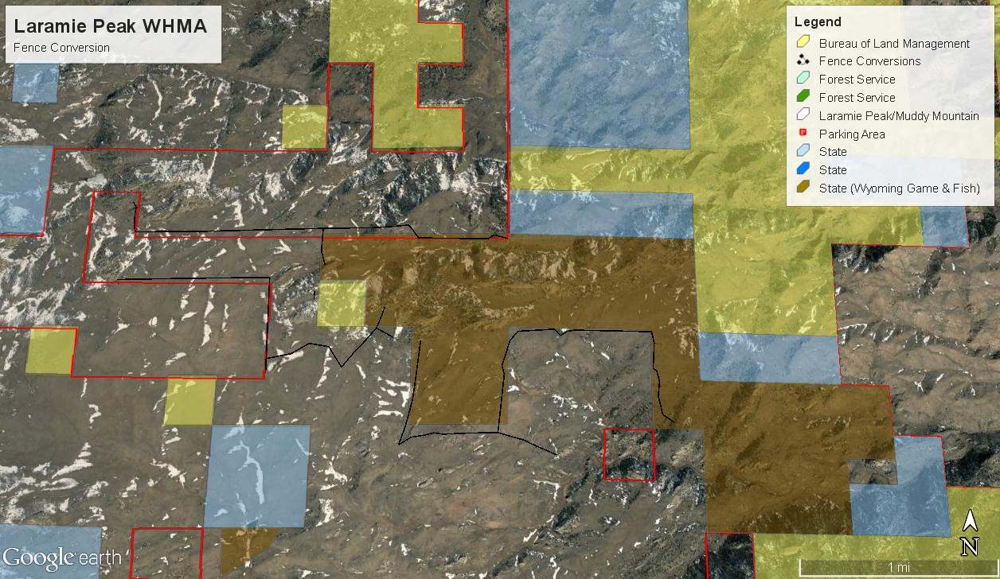 Laramie Peak WHMA
Fence Conversion
Legend
Bureau of Land Management
Fence Conversions
Forest Service
Forest Service
Laramie Peak/Muddy Mountain
Parking Area
State
State
State (Wyoming Game & Fish)
Google earth
N
1 mi